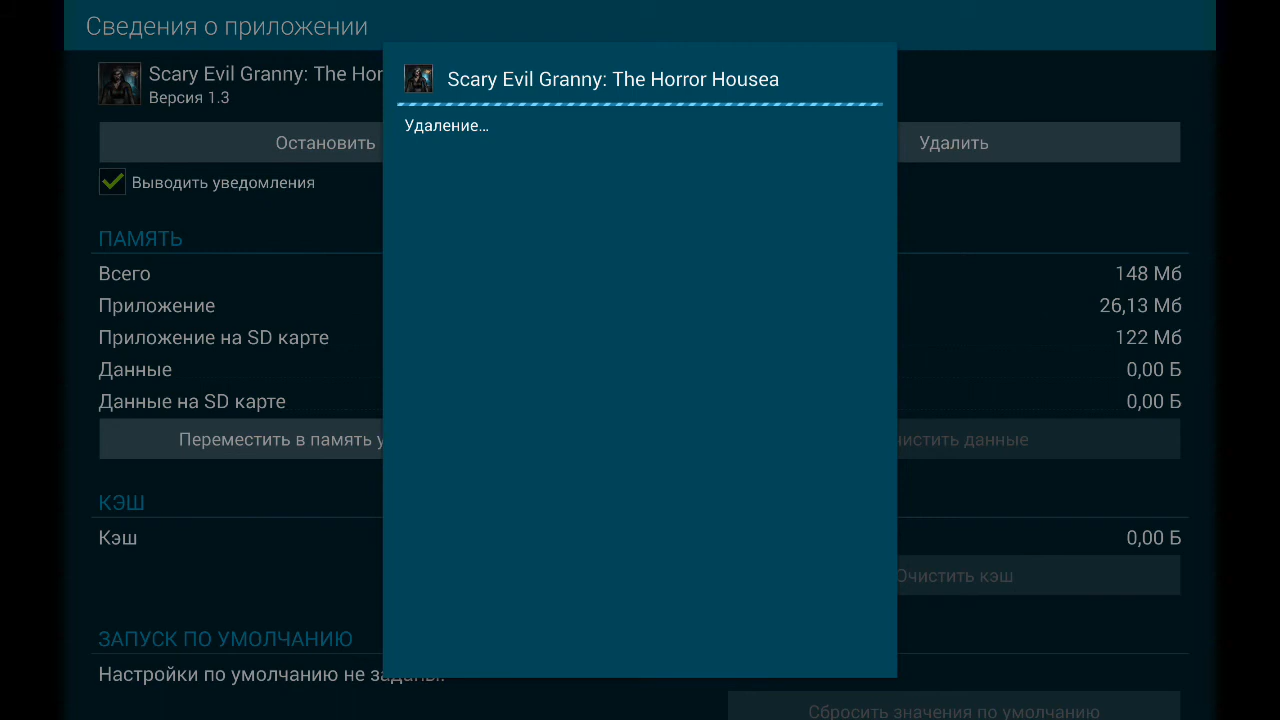 Сведения о приложении
Scary Evil Granny: The Hor
Версия 1.3
Scary Evil Granny: The Horror Housea
Удаление...
Остановить
Удалить
Выводить уведомления
ПАМЯТЬ
Всего 148 Мб
Приложение 26,13 Мб
Приложение на SD карте 122 Мб
Данные 0,00 Б
Данные на SD карте 0,00 Б
Переместить в память у
чистить данные
КЭШ
Кэш 0,00 Б
Очистить кэш
ЗАПУСК ПО УМОЛЧАНИЮ
Настройки по умолчанию не заданы.
Сбросить значения по умолчанию